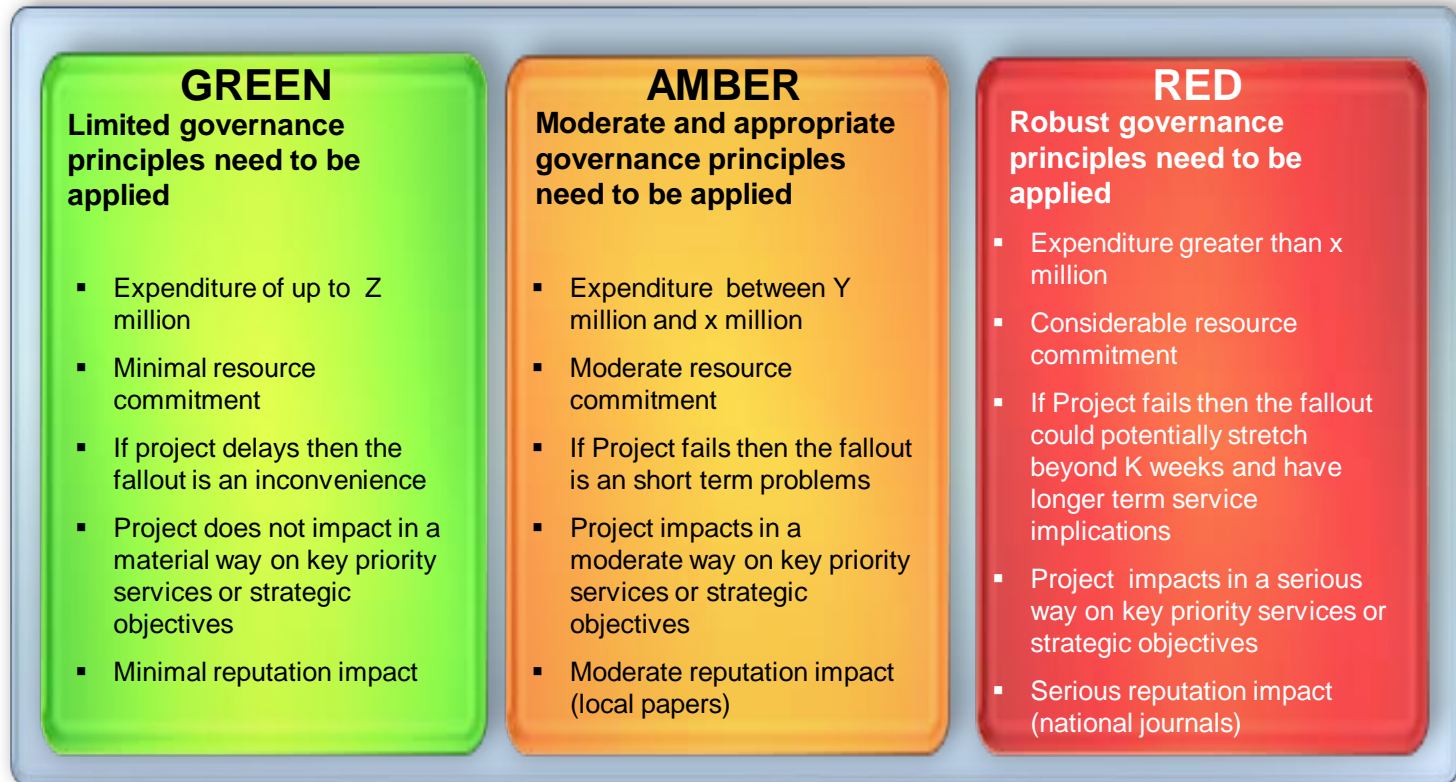 GREEN
Limited governance
principles need to be
applied
▪ Expenditure of up to Z
million
▪ Minimal resource
commitment
▪ If project delays then the
fallout is an inconvenience
▪ Project does not impact in a
material way on key priority
services or strategic
objectives
▪ Minimal reputation impact
AMBER
Moderate and appropriate
governance principles
need to be applied
▪ Expenditure between Y
million and x million
▪ Moderate resource
commitment
▪ If Project fails then the fallout
is an short term problems
▪ Project impacts in a
moderate way on key priority
services or strategic
objectives
▪ Moderate reputation impact
(local papers)
RED
Robust governance
principles need to be
applied
▪ Expenditure greater than x
million
▪ Considerable resource
commitment
▪ If Project fails then the fallout
could potentially stretch
beyond K weeks and have
longer term service
implications
▪ Project impacts in a serious
way on key priority services or
strategic objectives
▪ Serious reputation impact
(national journals)